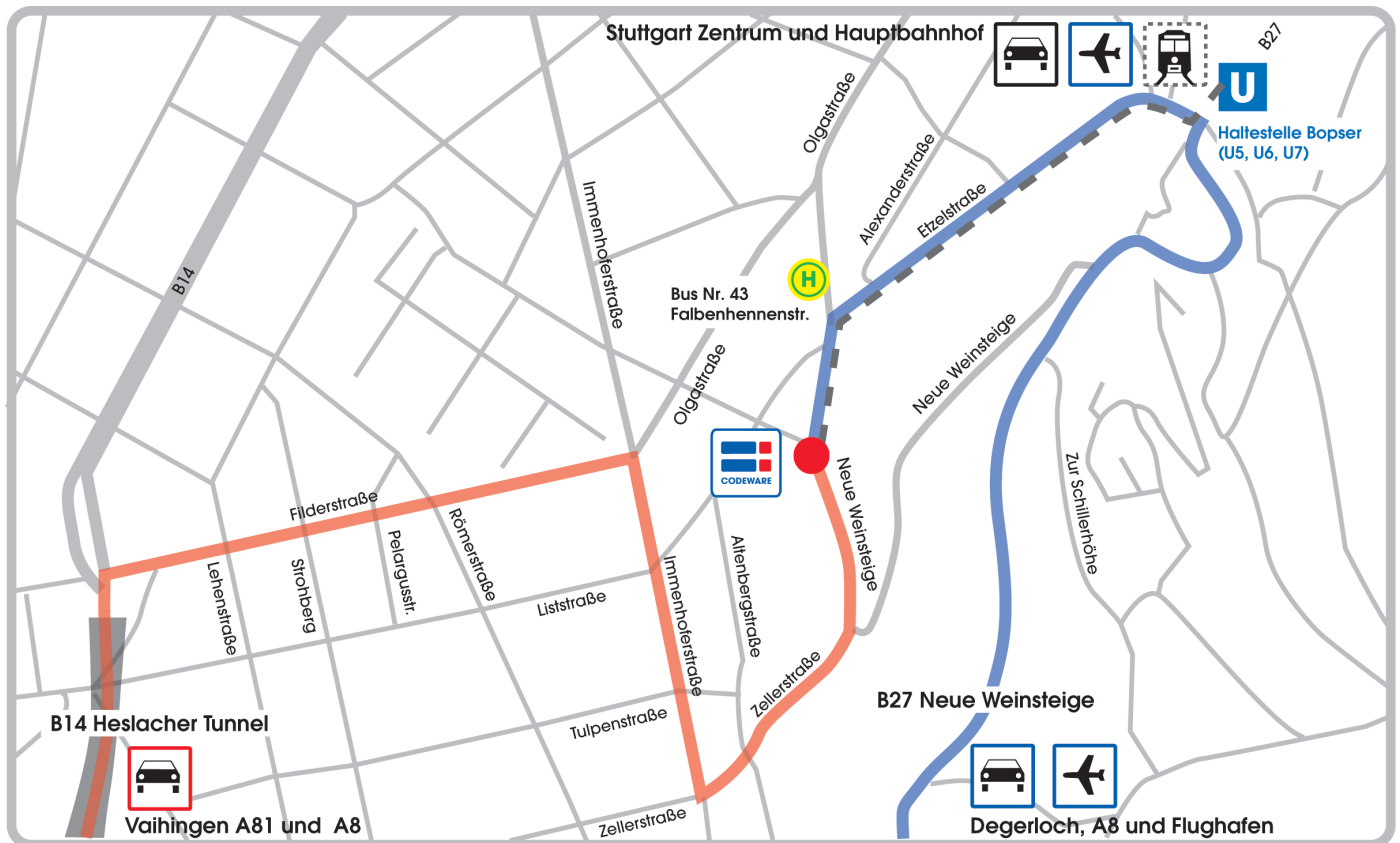 Stuttgart Zentrum und Hauptbahnhof
B27
U
Haltestelle Bopser
(U5, U6, U7)
Olgastraße
Alexanderstraße
Etzelstraße
Immenhoferstraße
B14
H
Bus Nr. 43
Falbenhennenstr.
Olgastraße
Neue Weinsteige
CODEWARE
Neue Weinsteige
Zur Schillerhöhe
Filderstraße
Pelargusstr.
Römerstraße
Lehenstraße
Strohberg
Liststraße
Immenhoferstraße
Altenbergstraße
Zellerstraße
Tulpenstraße
B27 Neue Weinsteige
B14 Heslacher Tunnel
Vaihingen A81 und A8
Zellerstraße
Degerloch, A8 und Flughafen